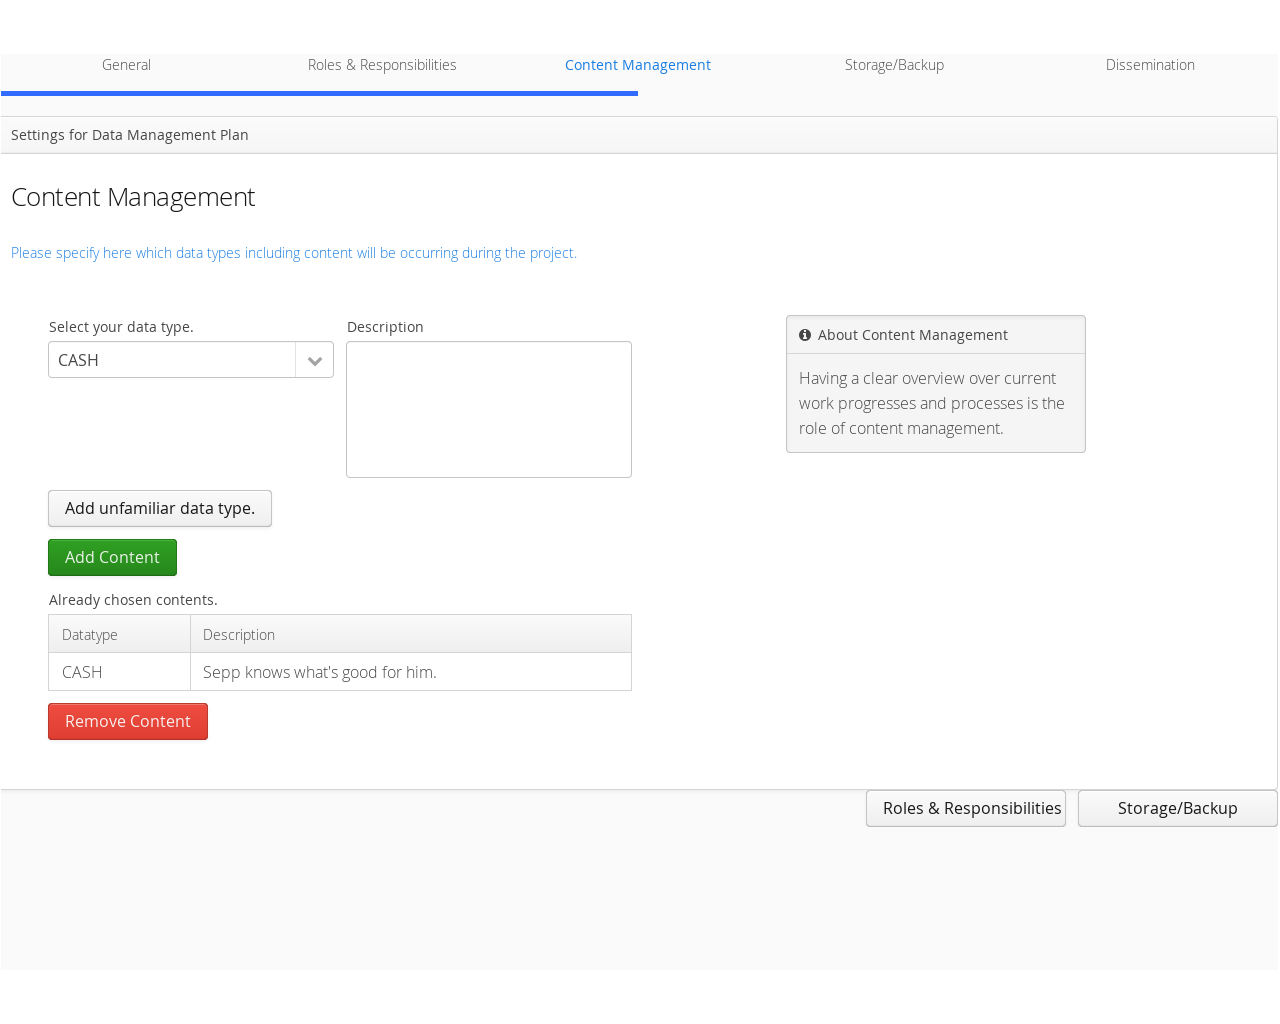 General
Roles & Responsibilities
Content Management
Storage/Backup
Dissemination
Settings for Data Management Plan
Content Management
Please specify here which data types including content will be occurring during the project.
Select your data type.
Description
CASH
About Content Management
Having a clear overview over current
work progresses and processes is the
role of content management.
Add unfamiliar data type.
Add Content
Already chosen contents.
Datatype
Description
CASH
Sepp knows what's good for him.
Remove Content
Roles & Responsibilities
Storage/Backup